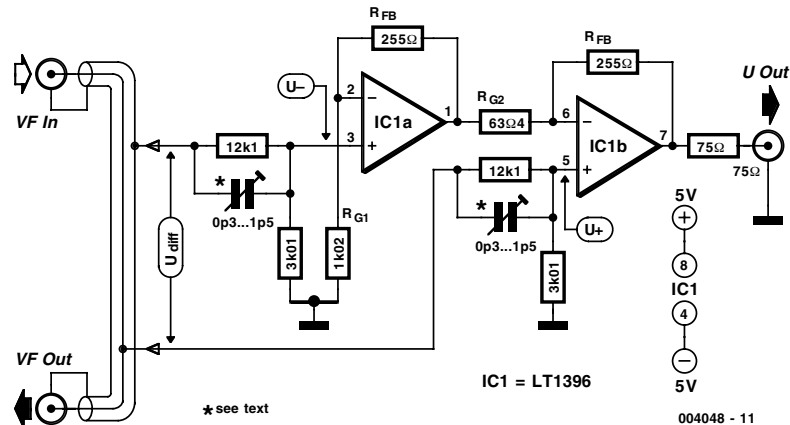 RFB
255Ω
RFB
255Ω
U Out
VF In
U–
2
–
IC1a
1
RG2
63Ω4
6
–
IC1b
7
75Ω
75Ω
12k1
3
+
12k1
5
+
*
0p3...1p5
RG1
*
0p3...1p5
U+
5V
+
8
IC1
4
–
5V
Udiff
3k01
1k02
3k01
VF Out
IC1 = LT1396
* see text
004048 - 11